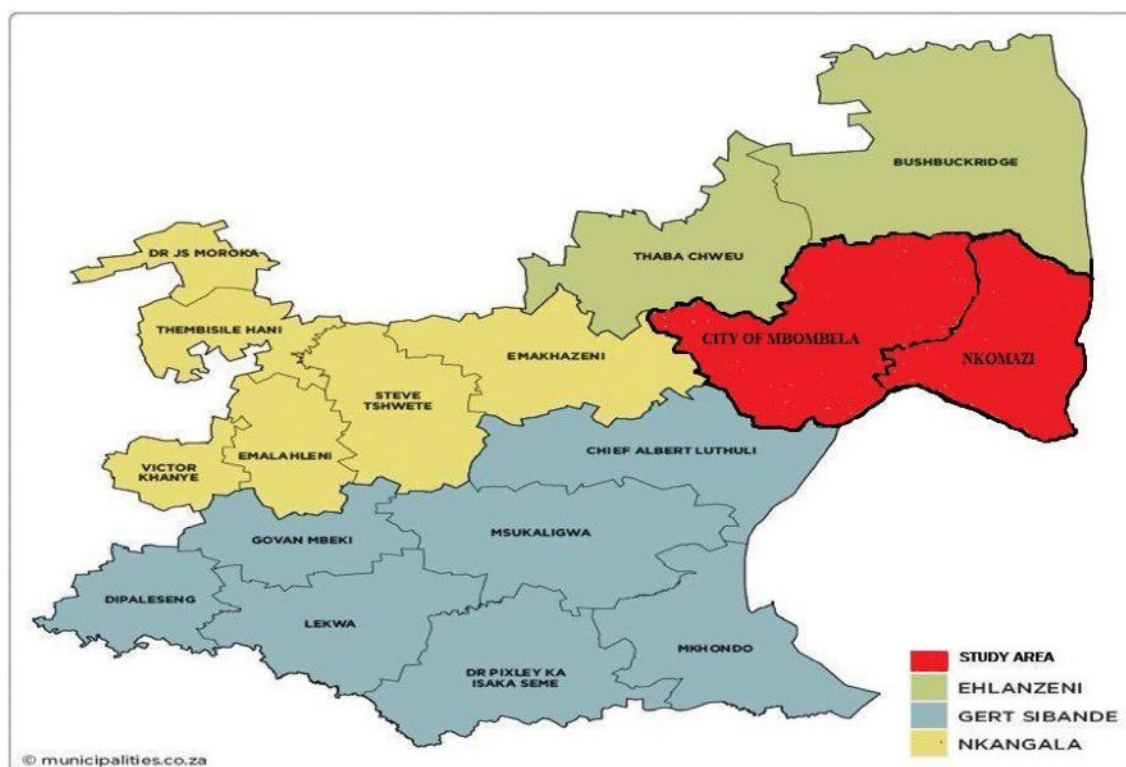 BUSHBUCKRIDGE
DR JS MOROKA
THABA CHWEU
THEMBISILE HANI
CITY OF MBOMBELA
EMAKHAZENI
NKOMAZI
STEVE
TSHWETE
CHIEF ALBERT LUTHULI
EMALAHLENI
VICTOR
KHANYE
MSUKALIGWA
GOVAN MBEKI
DIPALESENG
LEKWA
MKHONDO
DR PIXLEY KA
ISAKA SEME
STUDY AREA
EHLANZENI
GERT SIBANDE
NKANGALA
© municipalities.co.za